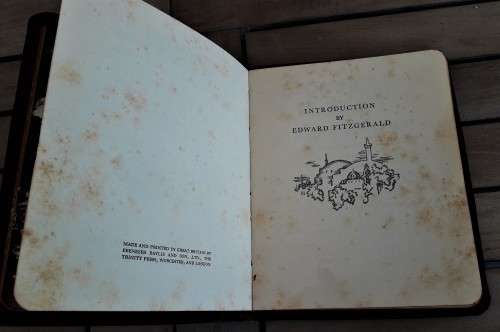 MADE AND PRINTED IN GREAT BRITAIN BY
EBENEZER BAYLIS AND SON, LTD., THE
TRINITY PRESS, WORCESTER, AND LONDON
INTRODUCTION
BY
EDWARD FITZGERALD